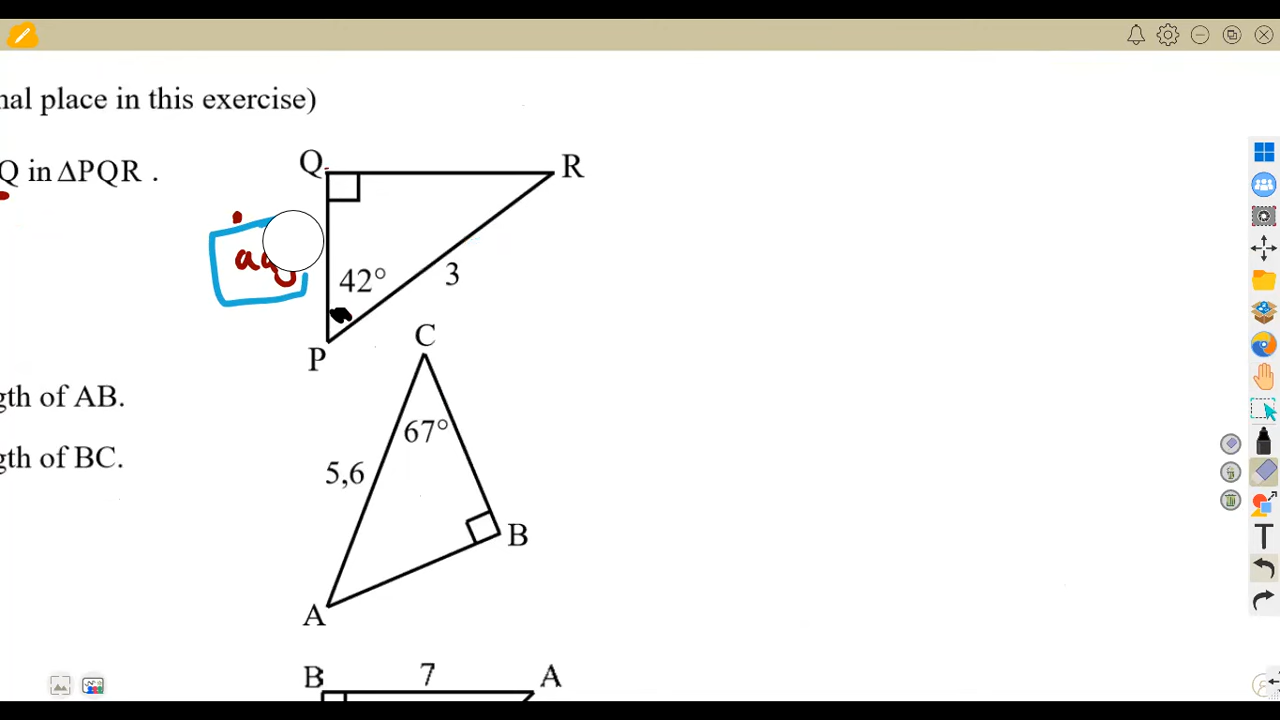 nal place in this exercise)
Q in ΔPQR .
Q
R
42°
3
P
C
gth of AB.
67°
gth of BC.
5,6
B
A
B 7 A
T